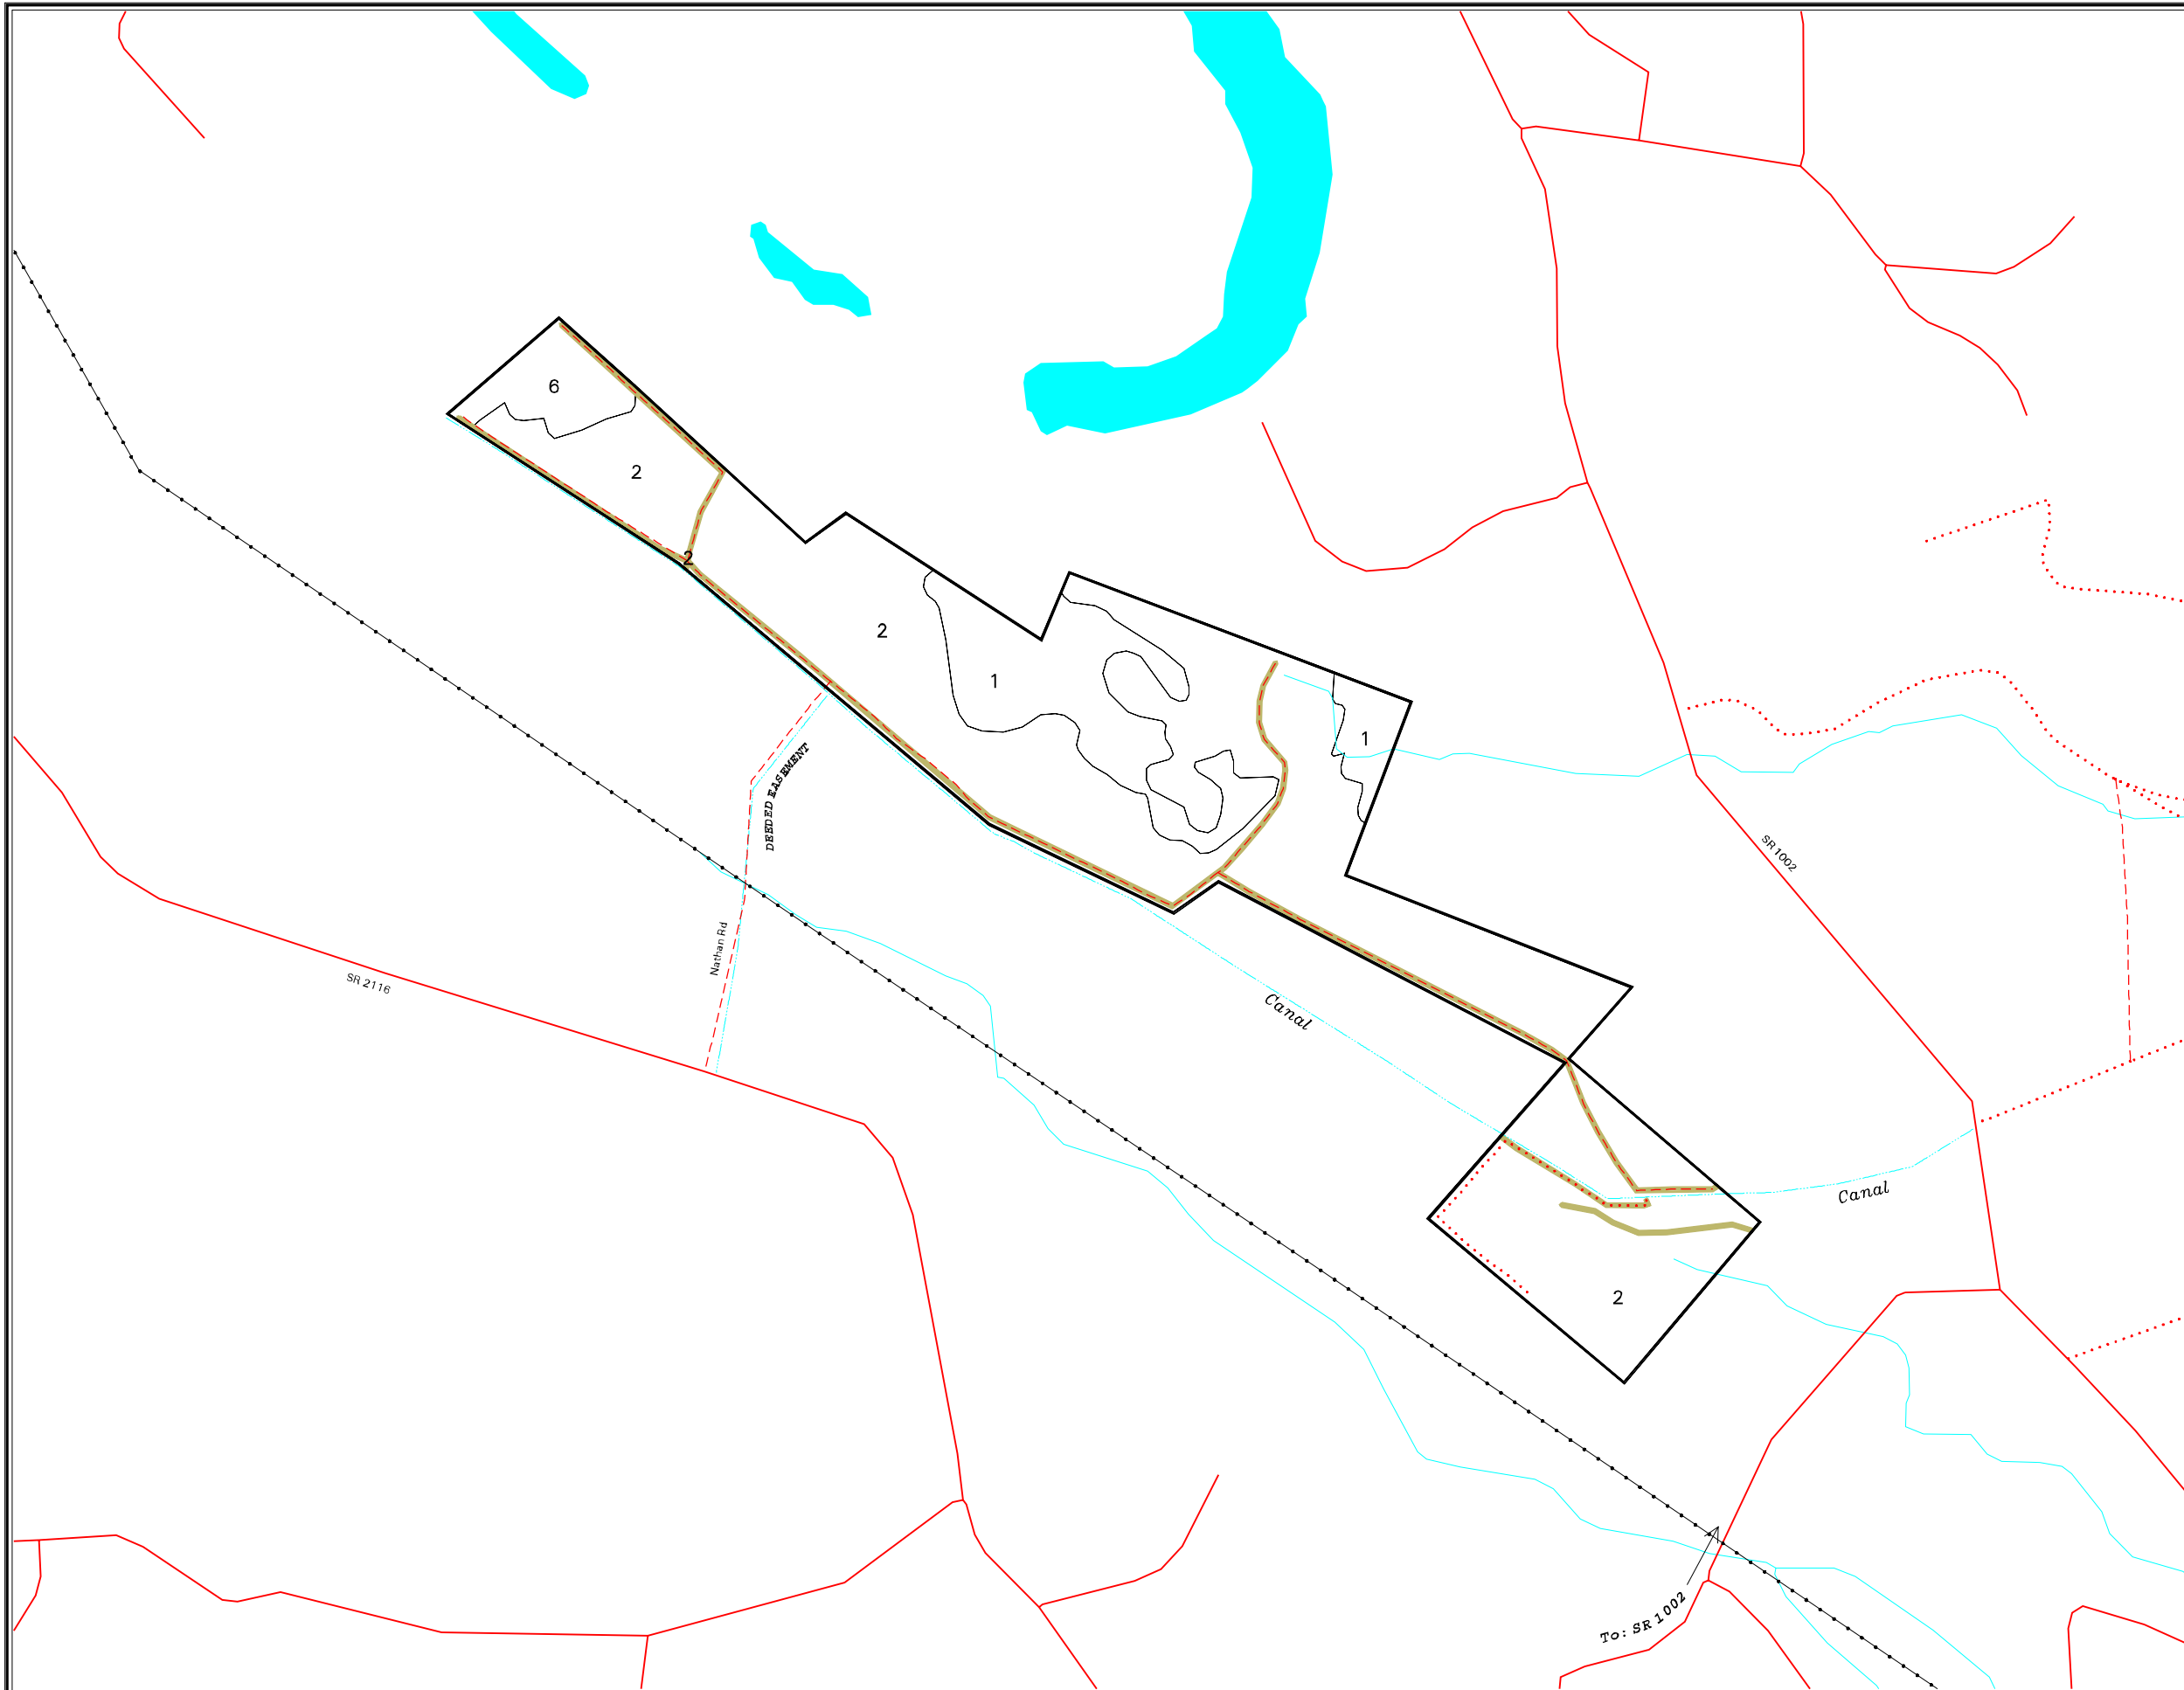 6
2
2
2
1
1
DEEDED EASEMENT
SR 1002
Nathan Rd
SR 2116
Canal
Canal
2
To: SR 1002